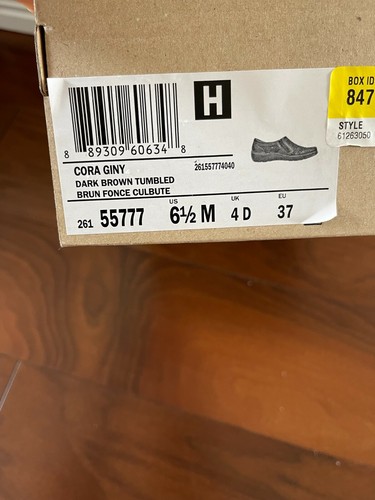 H
BOX ID
847
STYLE
61263060
8 89309 60634 8
261557774040
CORA GINY
DARK BROWN TUMBLED
BRUN FONCE CULBUTE
US UK EU
261 55777 6½ M 4 D 37